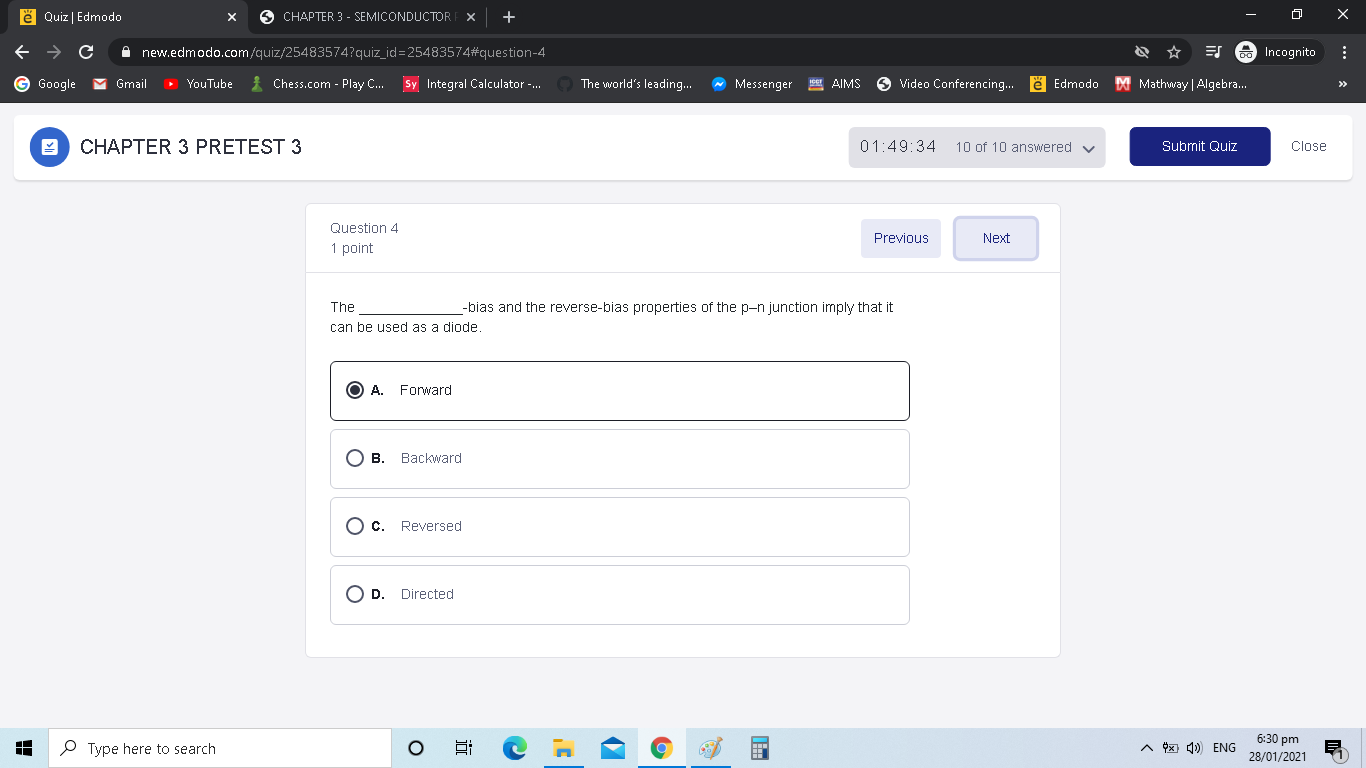 Quiz | Edmodo
CHAPTER 3 - SEMICONDUCTOR
new.edmodo.com/quiz/25483574?quiz_id=25483574#question-4
Incognito
Google
Gmail
YouTube
Chess.com - Play C...
Sy
Integral Calculator -...
The world's leading...
Messenger
AIMS
Video Conferencing...
Edmodo
Mathway | Algebra...
»
CHAPTER 3 PRETEST 3
01:49:34
10 of 10 answered
Submit Quiz
Close
Question 4
1 point
Previous
Next
The _____________-bias and the reverse-bias properties of the p–n junction imply that it
can be used as a diode.
A. Forward
B. Backward
C. Reversed
D. Directed
Type here to search
ENG
6:30 pm
28/01/2021
1